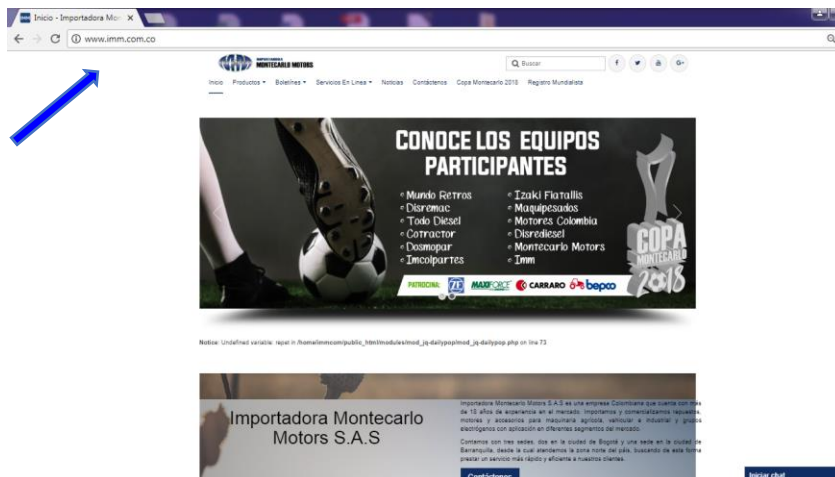 Inicio - Importadora Mon
www.imm.com.co
IMPORTADORA
MONTECARLO MOTORS
Buscar
Inicio Productos Boletines Servicios En Linea Noticias Contáctenos Copa Montecarlo 2018 Registro Mundialista
CONOCE LOS EQUIPOS
PARTICIPANTES
Mundo Retros
Disremac
Todo Diesel
Cotractor
Dosmopar
Imcolpartes
Izaki Fiatallis
Maquipesados
Motores Colombia
Disrediesel
Montecarlo Motors
Imm
COPA
MONTECARLO
2018
PATROCINA: ZF MAXIFORCE CARRARO bepco
Notice: Undefined variable: repat in /home/immcom/public_html/modules/mod_jq-dailypop/mod_jq-dailypop.php on line 73
Importadora Montecarlo
Motors S.A.S
Importadora Montecarlo Motors S.A.S es una empresa Colombiana que cuenta con más
de 18 años de experiencia en el mercado. Importamos y comercializamos repuestos,
motores y accesorios para maquinaria agrícola, vehicular e industrial y grupos
electrógenos con aplicación en diferentes segmentos del mercado.
Contamos con tres sedes, dos en la ciudad de Bogotá y una sede en la ciudad de
Barranquilla, desde la cual atendemos la zona norte del país, buscando de esta forma
prestar un servicio más rápido y eficiente a nuestros clientes.
Contáctenos
Iniciar chat